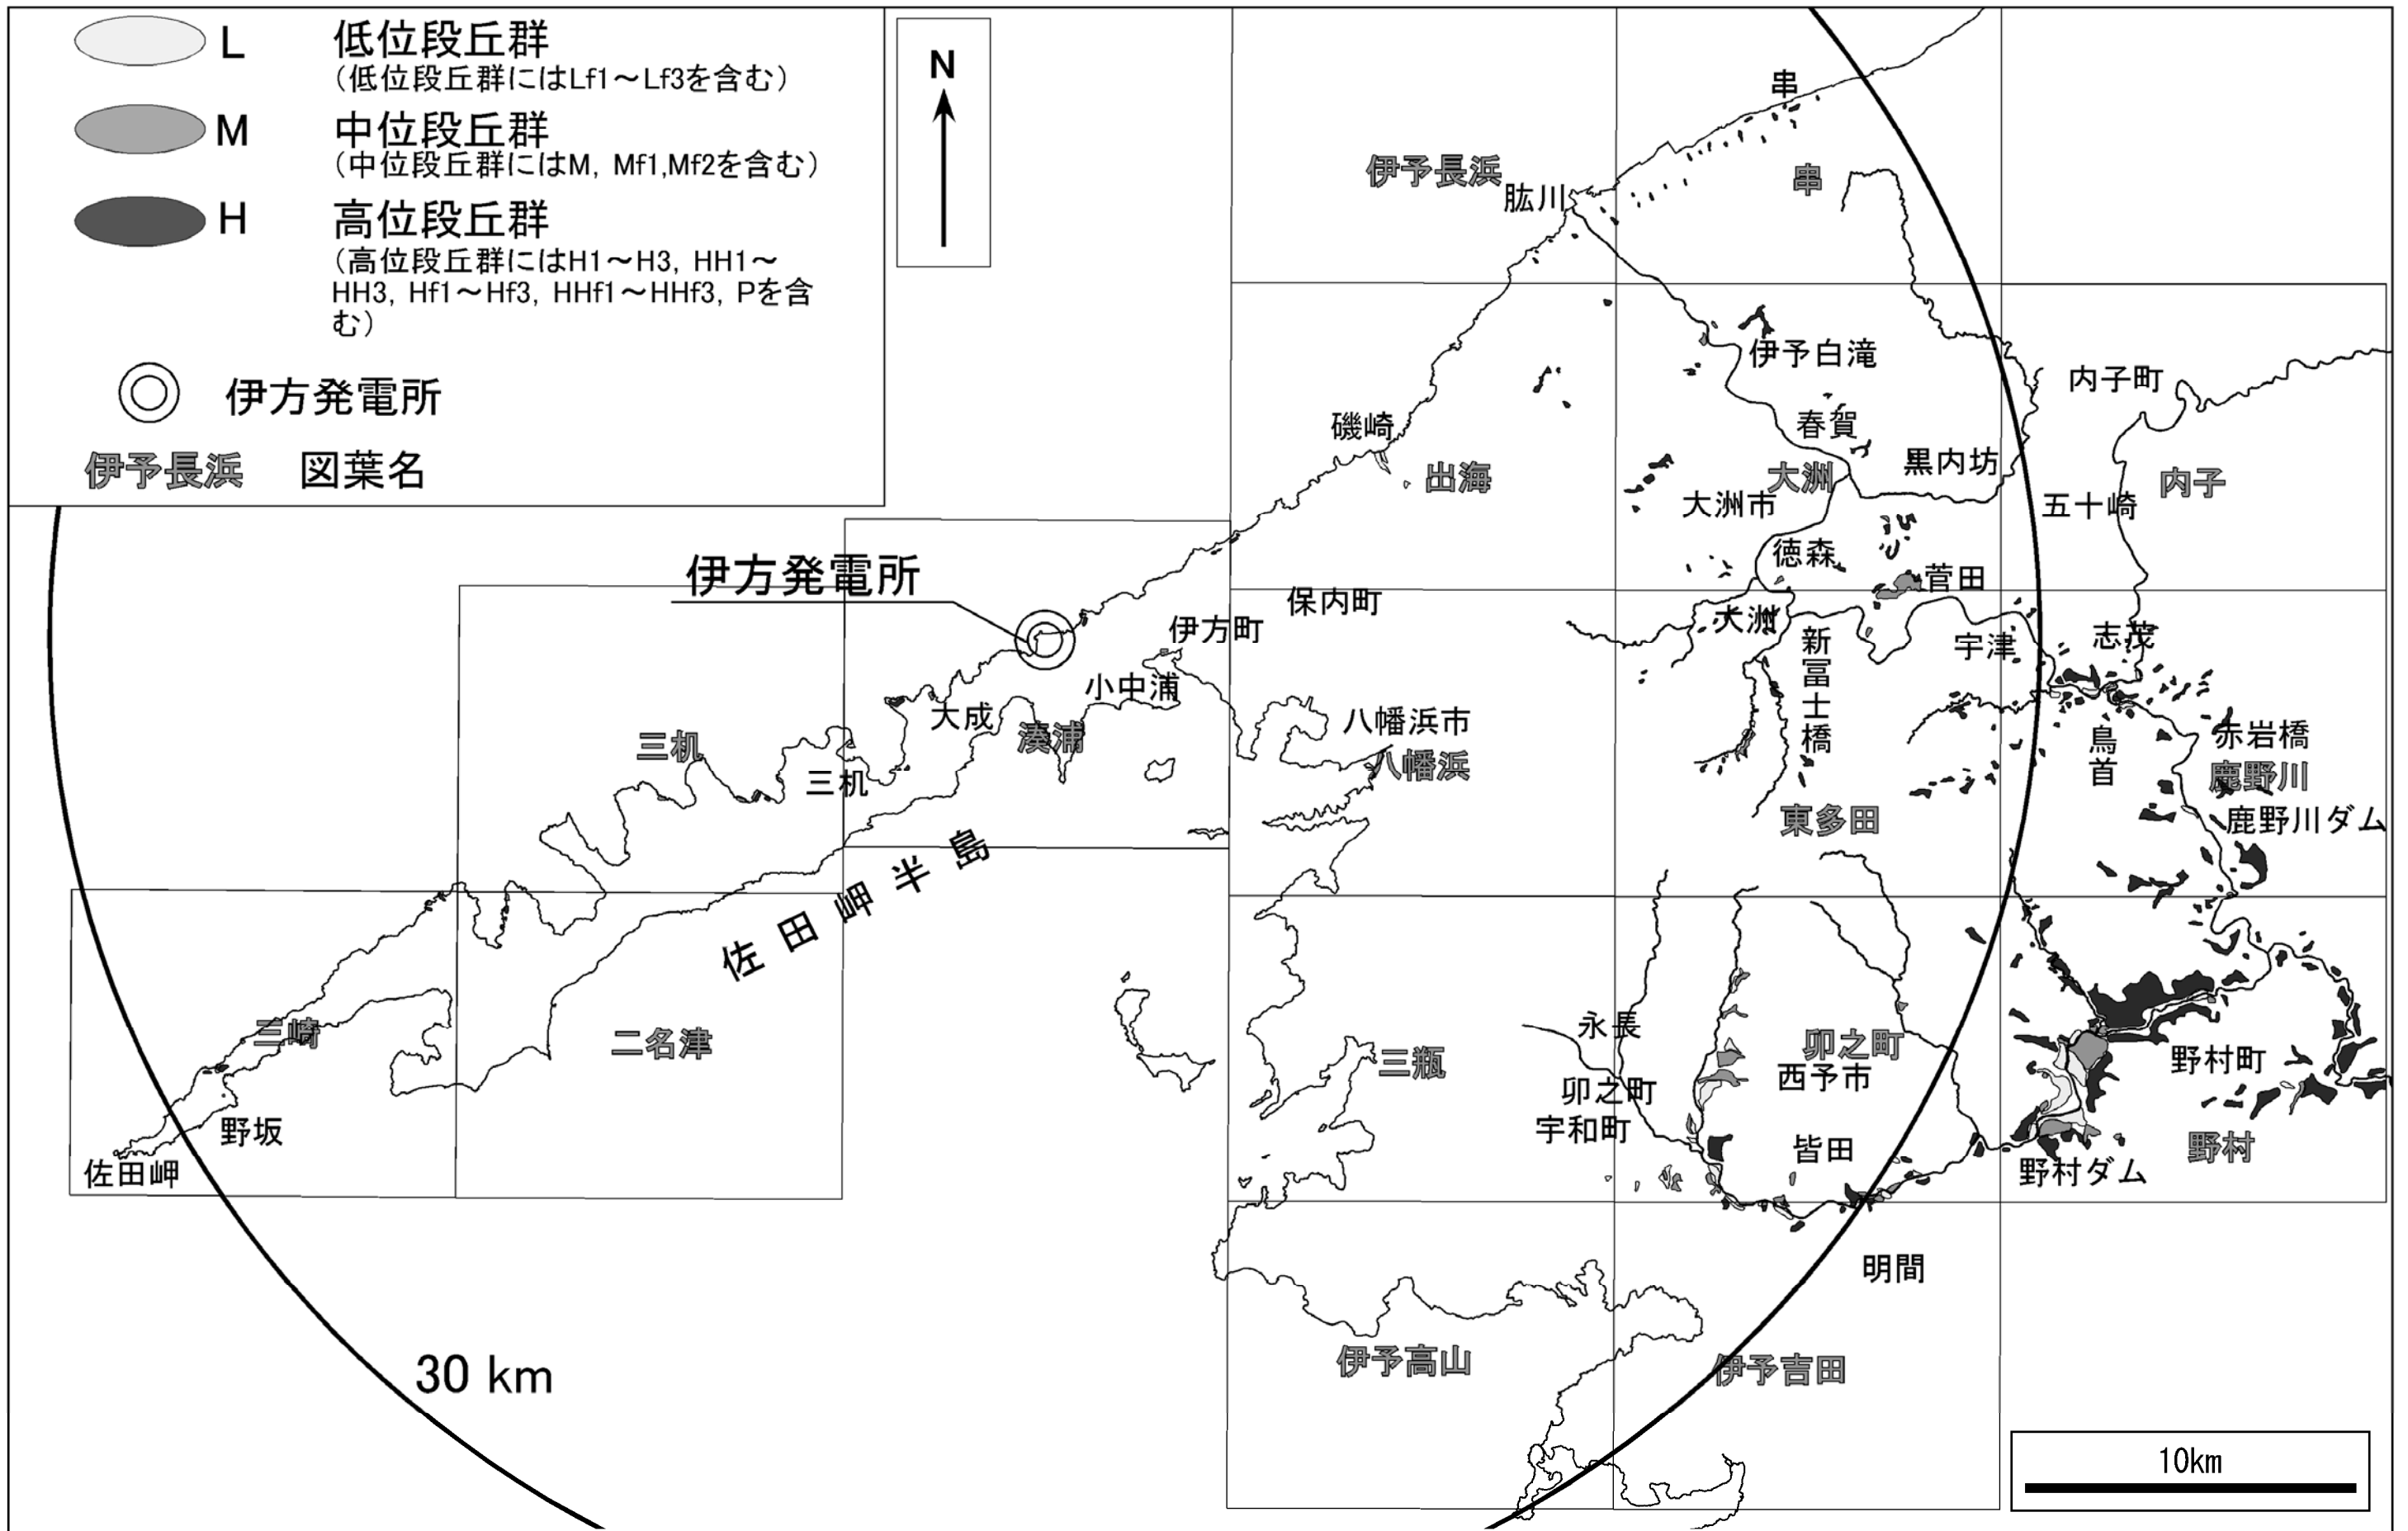 L 低位段丘群
（低位段丘群にはLf1～Lf3を含む）
M 中位段丘群
（中位段丘群にはM, Mf1,Mf2を含む）
H 高位段丘群
（高位段丘群にはH1～H3, HH1～
HH3, Hf1～Hf3, HHf1～HHf3, Pを含
む）
伊方発電所
伊予長浜 図葉名
N
串
伊予長浜
串
肱川
伊予白滝
内子町
磯崎
春賀
黒内坊
出海
大洲
内子
大洲市
五十崎
徳森
伊方発電所
菅田
保内町
伊方町
大洲
新冨士橋
宇津
志茂
小中浦
大成
湊浦
八幡浜市
鳥首
赤岩橋
三机
八幡浜
鹿野川
三机
東多田
鹿野川ダム
佐田岬半島
三崎
二名津
永長
卯之町
三瓶
西予市
野村町
卯之町
宇和町
野坂
皆田
野村
佐田岬
野村ダム
明間
伊予高山
伊予吉田
30 km
10km